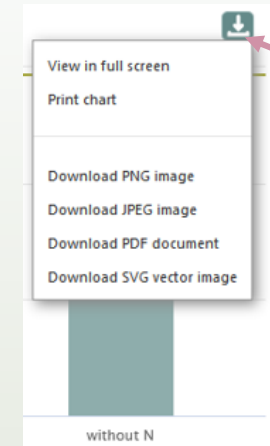 View in full screen
Print chart
Download PNG image
Download JPEG image
Download PDF document
Download SVG vector image
without N